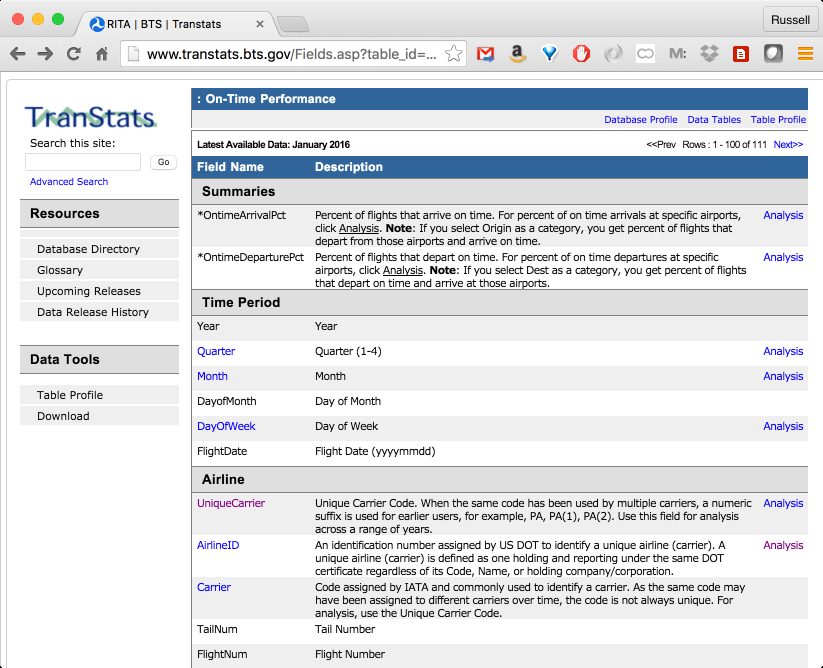 RITA | BTS | Transtats
Russell
www.transtats.bts.gov/Fields.asp?table_id=...
M:
TranStats
Search this site:
Go
Advanced Search
Resources
Database Directory
Glossary
Upcoming Releases
Data Release History
Data Tools
Table Profile
Download
: On-Time Performance
Database Profile Data Tables Table Profile
Latest Available Data: January 2016 <<Prev Rows : 1 - 100 of 111 Next>>
Field Name Description
Summaries
*OntimeArrivalPct Percent of flights that arrive on time. For percent of on time arrivals at specific airports, Analysis
click Analysis. Note: If you select Origin as a category, you get percent of flights that
depart from those airports and arrive on time.
*OntimeDeparturePct Percent of flights that depart on time. For percent of on time departures at specific Analysis
airports, click Analysis. Note: If you select Dest as a category, you get percent of flights
that depart on time and arrive at those airports.
Time Period
Year Year
Quarter Quarter (1-4) Analysis
Month Month Analysis
DayofMonth Day of Month
DayOfWeek Day of Week Analysis
FlightDate Flight Date (yyyymmdd)
Airline
UniqueCarrier Unique Carrier Code. When the same code has been used by multiple carriers, a numeric Analysis
suffix is used for earlier users, for example, PA, PA(1), PA(2). Use this field for analysis
across a range of years.
AirlineID An identification number assigned by US DOT to identify a unique airline (carrier). A Analysis
unique airline (carrier) is defined as one holding and reporting under the same DOT
certificate regardless of its Code, Name, or holding company/corporation.
Carrier Code assigned by IATA and commonly used to identify a carrier. As the same code may
have been assigned to different carriers over time, the code is not always unique. For
analysis, use the Unique Carrier Code.
TailNum Tail Number
FlightNum Flight Number